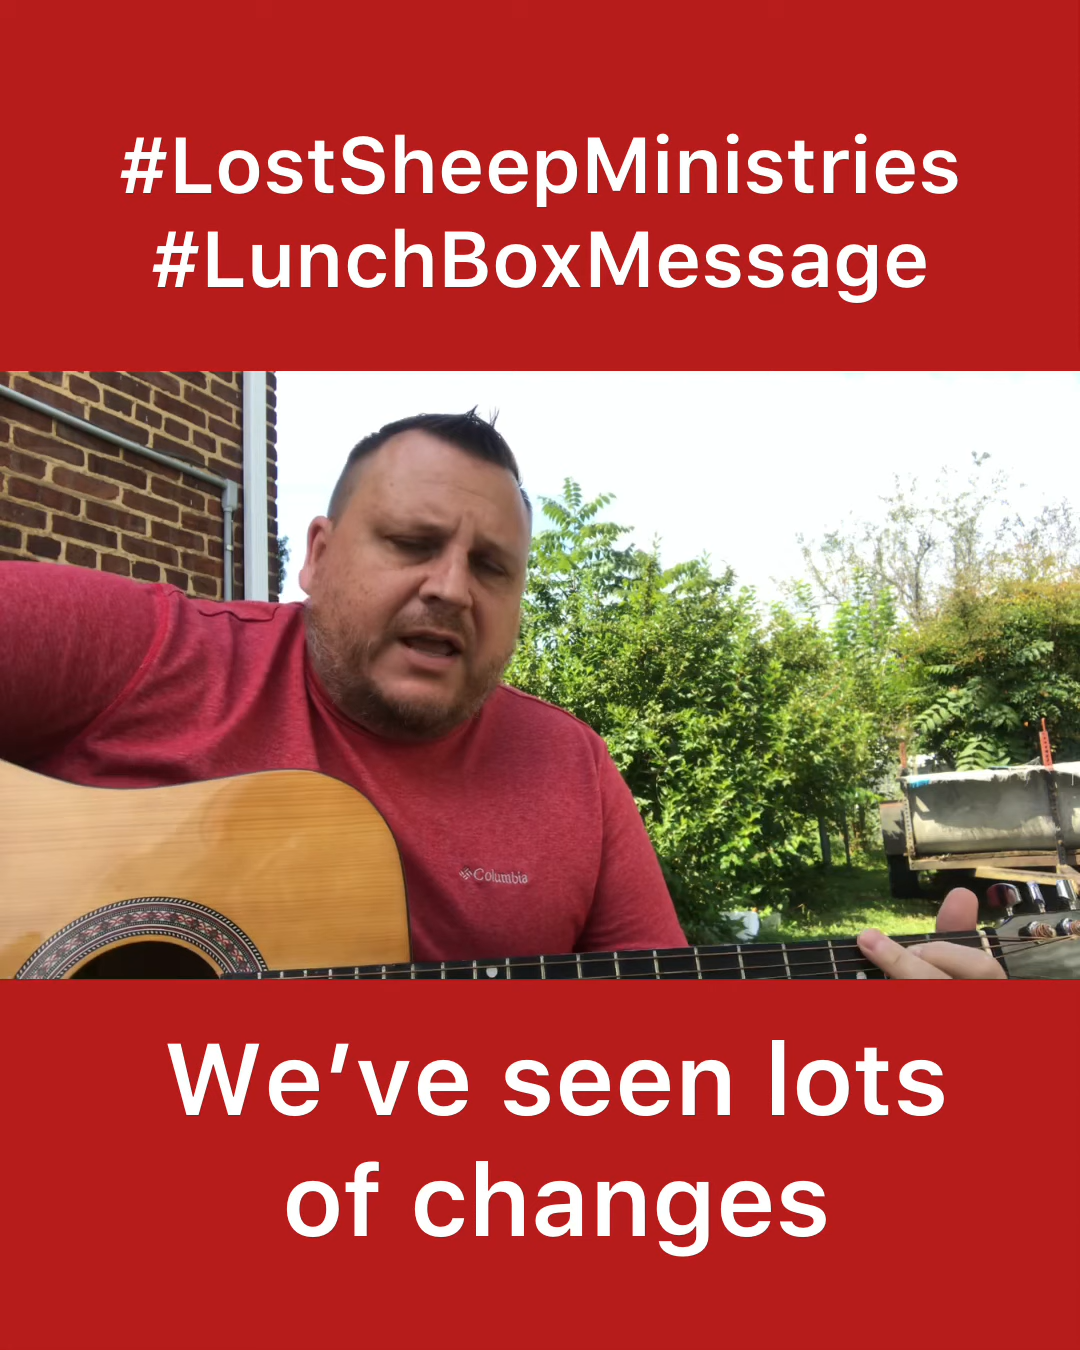 #LostSheepMinistries
#LunchBoxMessage
Columbia
We’ve seen lots
of changes